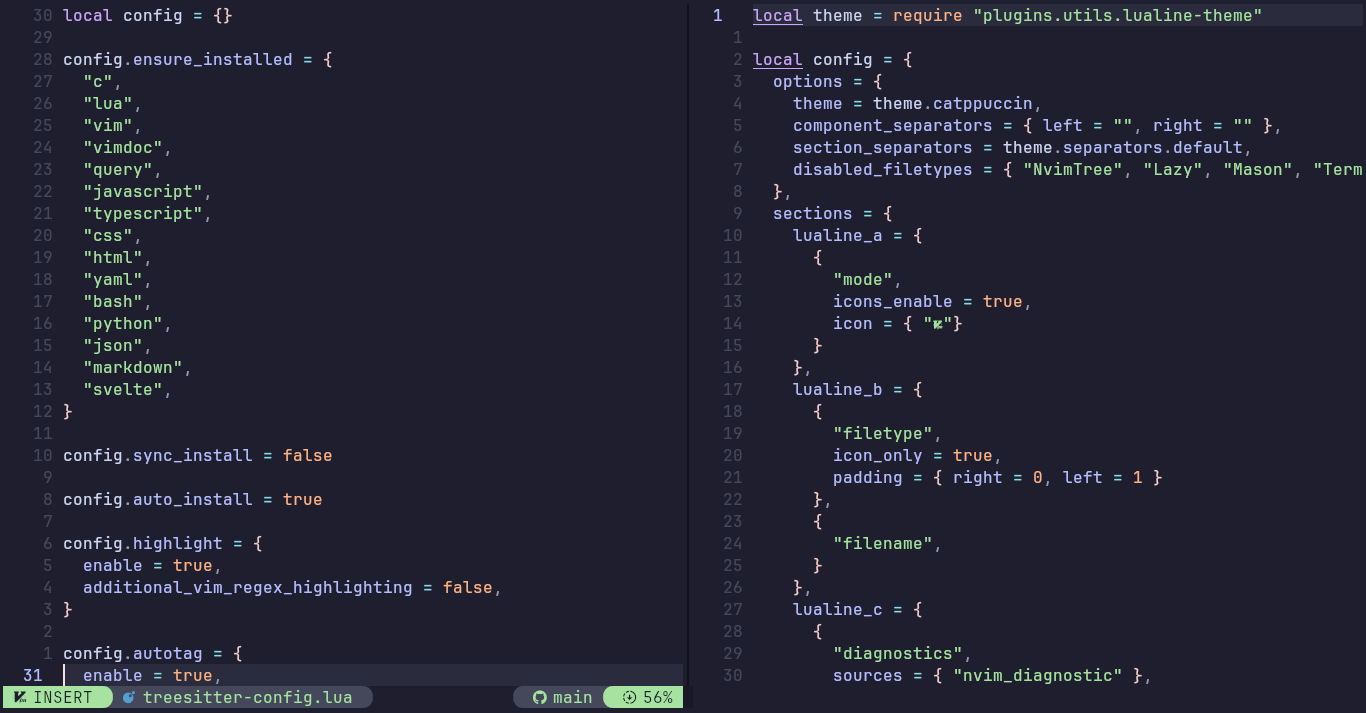 30 local config = {}
29
28 config.ensure_installed = {
27   "c",
26   "lua",
25   "vim",
24   "vimdoc",
23   "query",
22   "javascript",
21   "typescript",
20   "css",
19   "html",
18   "yaml",
17   "bash",
16   "python",
15   "json",
14   "markdown",
13   "svelte",
12 }
11
10 config.sync_install = false
9
8 config.auto_install = true
7
6 config.highlight = {
5   enable = true,
4   additional_vim_regex_highlighting = false,
3 }
2
1 config.autotag = {
31   enable = true,
INSERT treesitter-config.lua main 56%
1 local theme = require "plugins.utils.lualine-theme"
1
2 local config = {
3   options = {
4     theme = theme.catppuccin,
5     component_separators = { left = "", right = "" },
6     section_separators = theme.separators.default,
7     disabled_filetypes = { "NvimTree", "Lazy", "Mason", "Term
8   },
9   sections = {
10     lualine_a = {
11       {
12         "mode",
13         icons_enable = true,
14         icon = { ""}
15       }
16     },
17     lualine_b = {
18       {
19         "filetype",
20         icon_only = true,
21         padding = { right = 0, left = 1 }
22       },
23       {
24         "filename",
25       }
26     },
27     lualine_c = {
28       {
29         "diagnostics",
30         sources = { "nvim_diagnostic" },